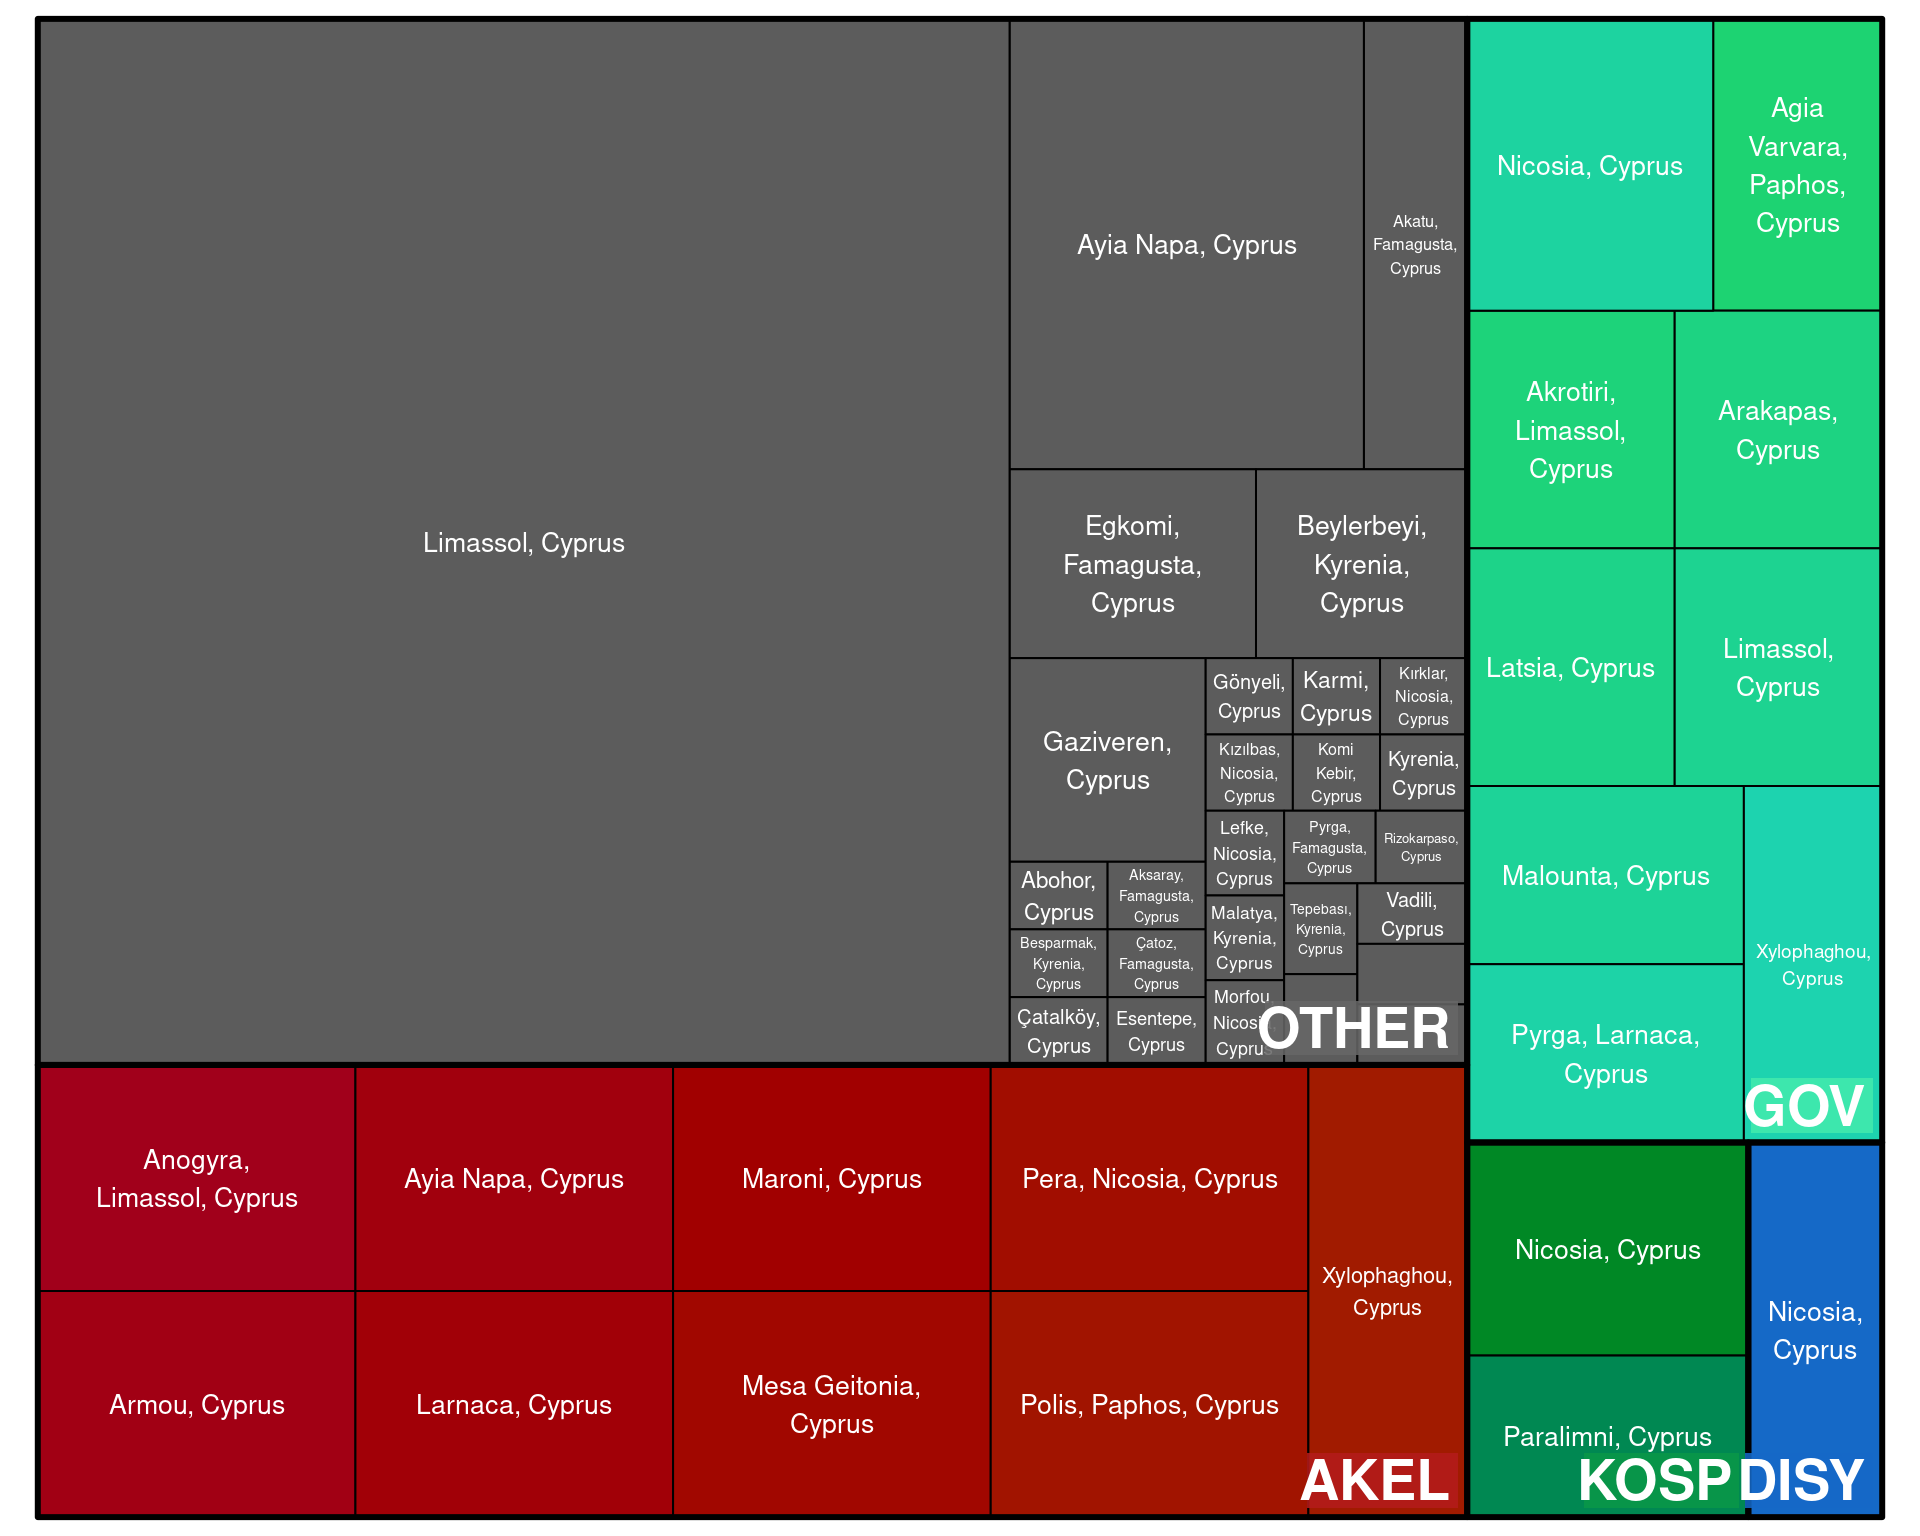 Limassol, Cyprus
Ayia Napa, Cyprus
Akatu,
Famagusta,
Cyprus
Egkomi,
Famagusta,
Cyprus
Beylerbeyi,
Kyrenia,
Cyprus
Gaziveren,
Cyprus
Gönyeli,
Cyprus
Karmi,
Cyprus
Kırklar,
Nicosia,
Cyprus
Kızılbas,
Nicosia,
Cyprus
Komi
Kebir,
Cyprus
Kyrenia,
Cyprus
Lefke,
Nicosia,
Cyprus
Pyrga,
Famagusta,
Cyprus
Rizokarpaso,
Cyprus
Abohor,
Cyprus
Aksaray,
Famagusta,
Cyprus
Besparmak,
Kyrenia,
Cyprus
Çatoz,
Famagusta,
Cyprus
Çatalköy,
Cyprus
Esentepe,
Cyprus
Malatya,
Kyrenia,
Cyprus
Tepebası,
Kyrenia,
Cyprus
Vadili,
Cyprus
Morfou,
Nicosia,
Cyprus
OTHER
Nicosia, Cyprus
Agia
Varvara,
Paphos,
Cyprus
Akrotiri,
Limassol,
Cyprus
Arakapas,
Cyprus
Latsia, Cyprus
Limassol,
Cyprus
Malounta, Cyprus
Xylophaghou,
Cyprus
Pyrga, Larnaca,
Cyprus
GOV
Anogyra,
Limassol, Cyprus
Ayia Napa, Cyprus
Maroni, Cyprus
Pera, Nicosia, Cyprus
Xylophaghou,
Cyprus
Armou, Cyprus
Larnaca, Cyprus
Mesa Geitonia,
Cyprus
Polis, Paphos, Cyprus
AKEL
Nicosia, Cyprus
Paralimni, Cyprus
KOSP
Nicosia,
Cyprus
DISY